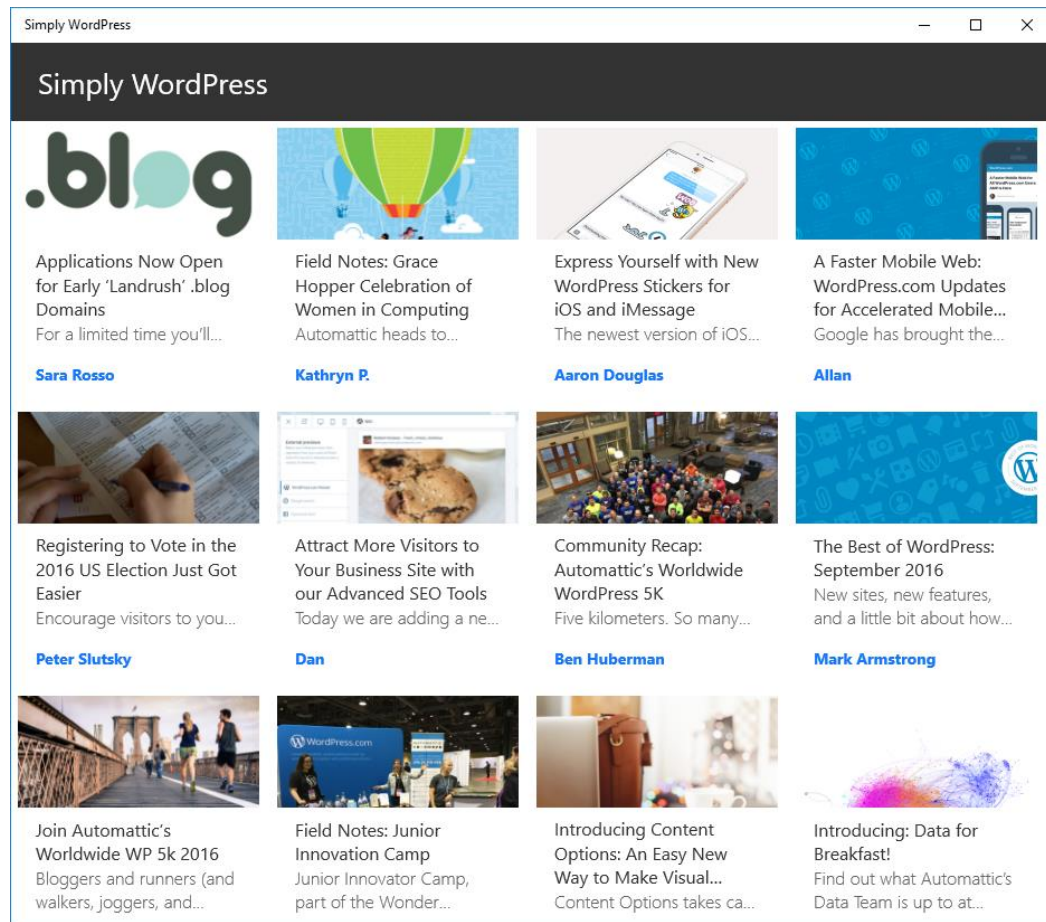 Simply WordPress
Simply WordPress
.blog
Applications Now Open
for Early ‘Landrush’ .blog
Domains
For a limited time you’ll...
Sara Rosso
Field Notes: Grace
Hopper Celebration of
Women in Computing
Automattic heads to...
Kathryn P.
Express Yourself with New
WordPress Stickers for
iOS and iMessage
The newest version of iOS...
Aaron Douglas
A Faster Mobile Web:
WordPress.com Updates
for Accelerated Mobile...
Google has brought the...
Allan
Registering to Vote in the
2016 US Election Just Got
Easier
Encourage visitors to you...
Peter Slutsky
Attract More Visitors to
Your Business Site with
our Advanced SEO Tools
Today we are adding a ne...
Dan
Community Recap:
Automattic’s Worldwide
WordPress 5K
Five kilometers. So many...
Ben Huberman
The Best of WordPress:
September 2016
New sites, new features,
and a little bit about how...
Mark Armstrong
Join Automattic’s
Worldwide WP 5k 2016
Bloggers and runners (and
walkers, joggers, and...
WordPress.com
Field Notes: Junior
Innovation Camp
Junior Innovator Camp,
part of the Wonder...
Introducing Content
Options: An Easy New
Way to Make Visual...
Content Options takes ca...
Introducing: Data for
Breakfast!
Find out what Automattic’s
Data Team is up to at...